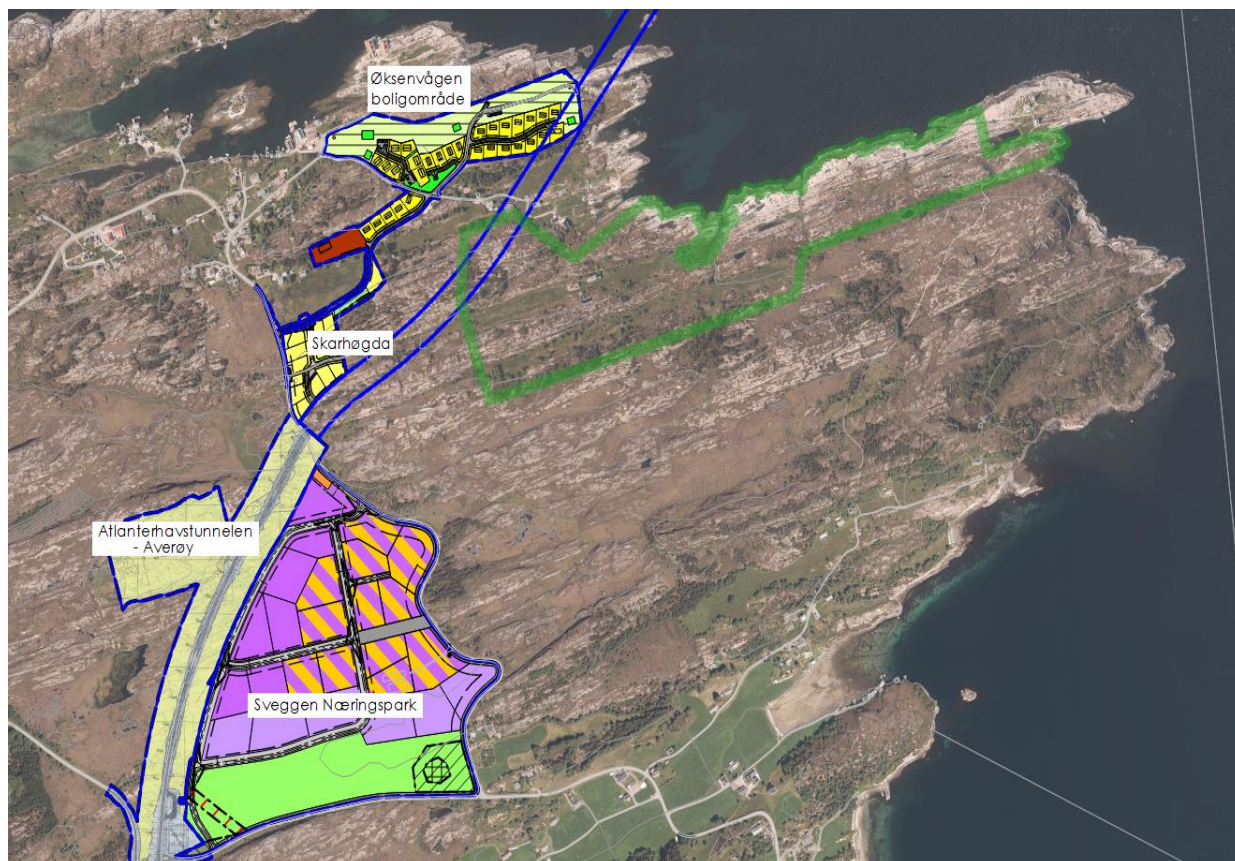 Øksenvågen
boligområde
Skarhøgda
Atlanterhavstunnelen
- Averøy
Sveggen Næringspark